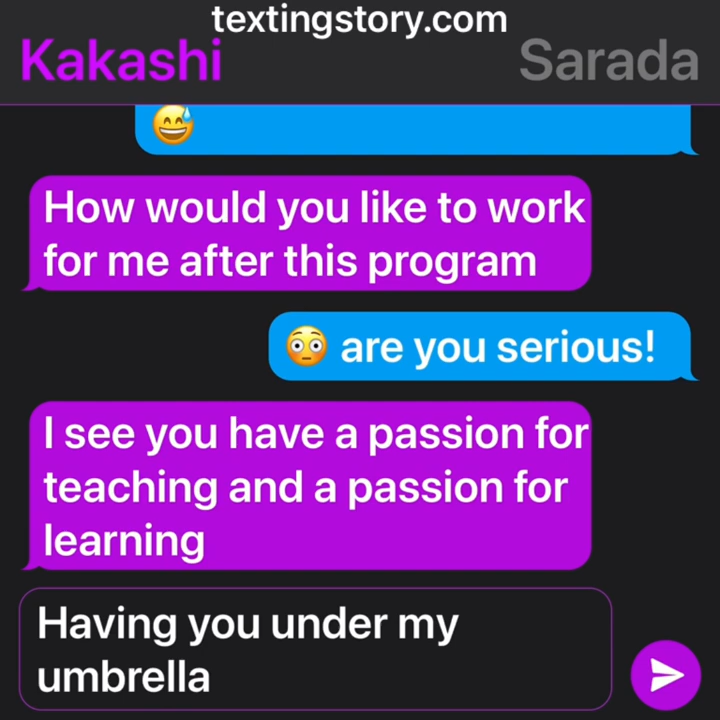 textingstory.com
Kakashi
Sarada
😅
How would you like to work
for me after this program
😳 are you serious!
I see you have a passion for
teaching and a passion for
learning
Having you under my
umbrella